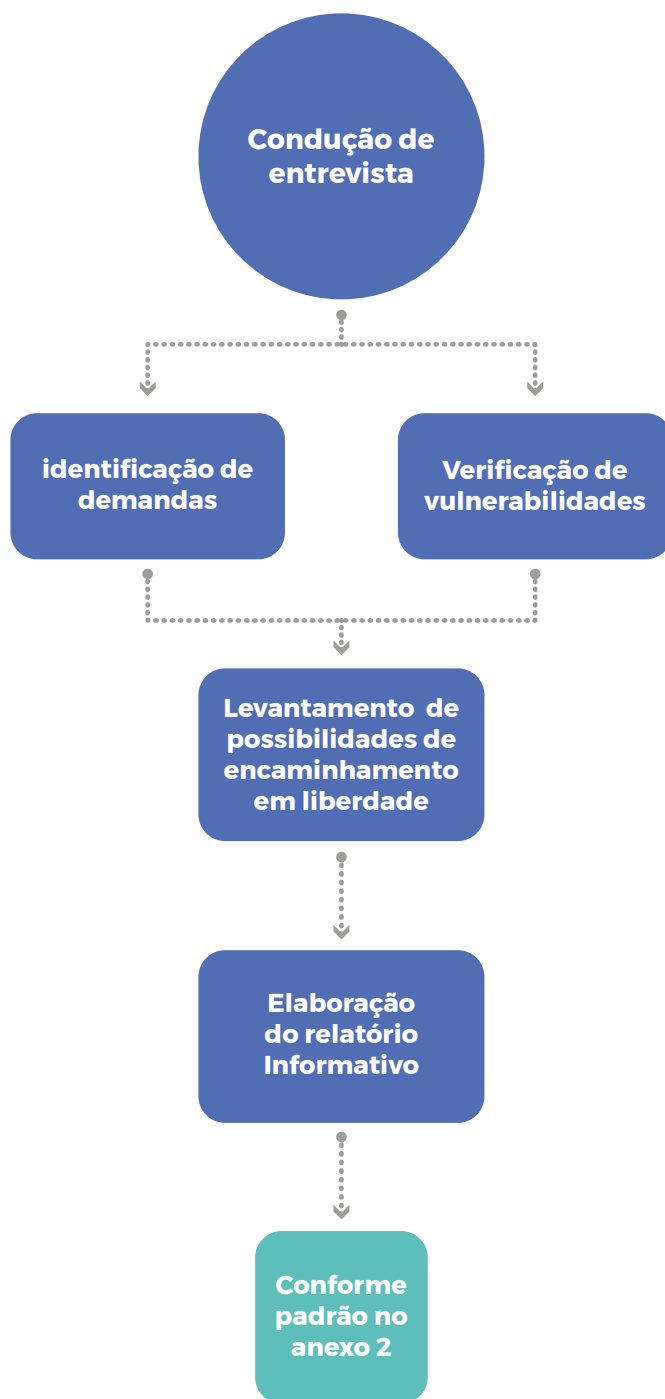 Condução de
entrevista
identificação de
demandas
Verificação de
vulnerabilidades
Levantamento  de
possibilidades de
encaminhamento
em liberdade
Elaboração
do relatório
Informativo
Conforme
padrão no
anexo 2